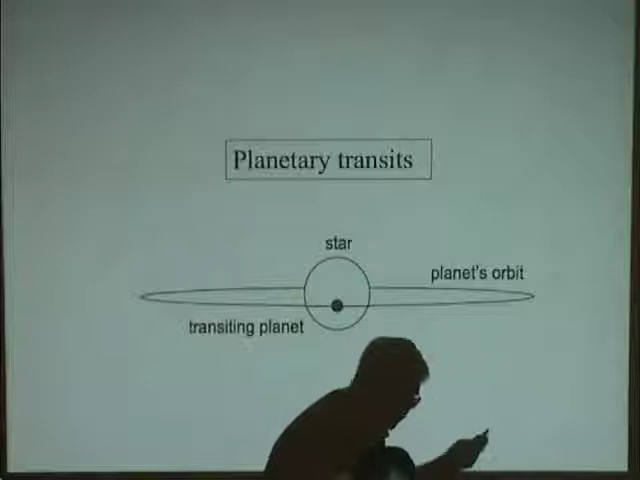 Planetary transits
star
planet's orbit
transiting planet